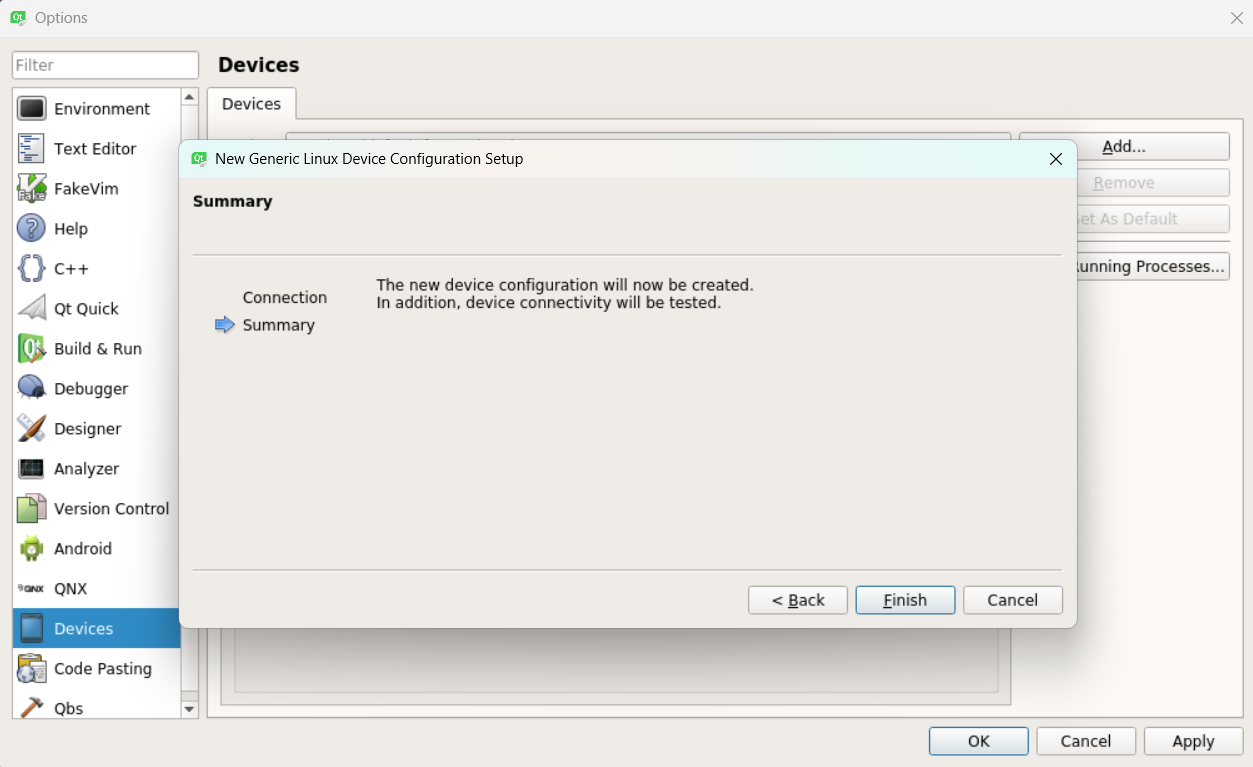 Options
Filter
Devices
Environment
Text Editor
FakeVim
Help
C++
Qt Quick
Build & Run
Debugger
Designer
Analyzer
Version Control
Android
QNX
Devices
Code Pasting
Qbs
Devices
Add...
Remove
Set As Default
Running Processes...
New Generic Linux Device Configuration Setup
Summary
Connection
Summary
The new device configuration will now be created.
In addition, device connectivity will be tested.
< Back
Finish
Cancel
OK
Cancel
Apply